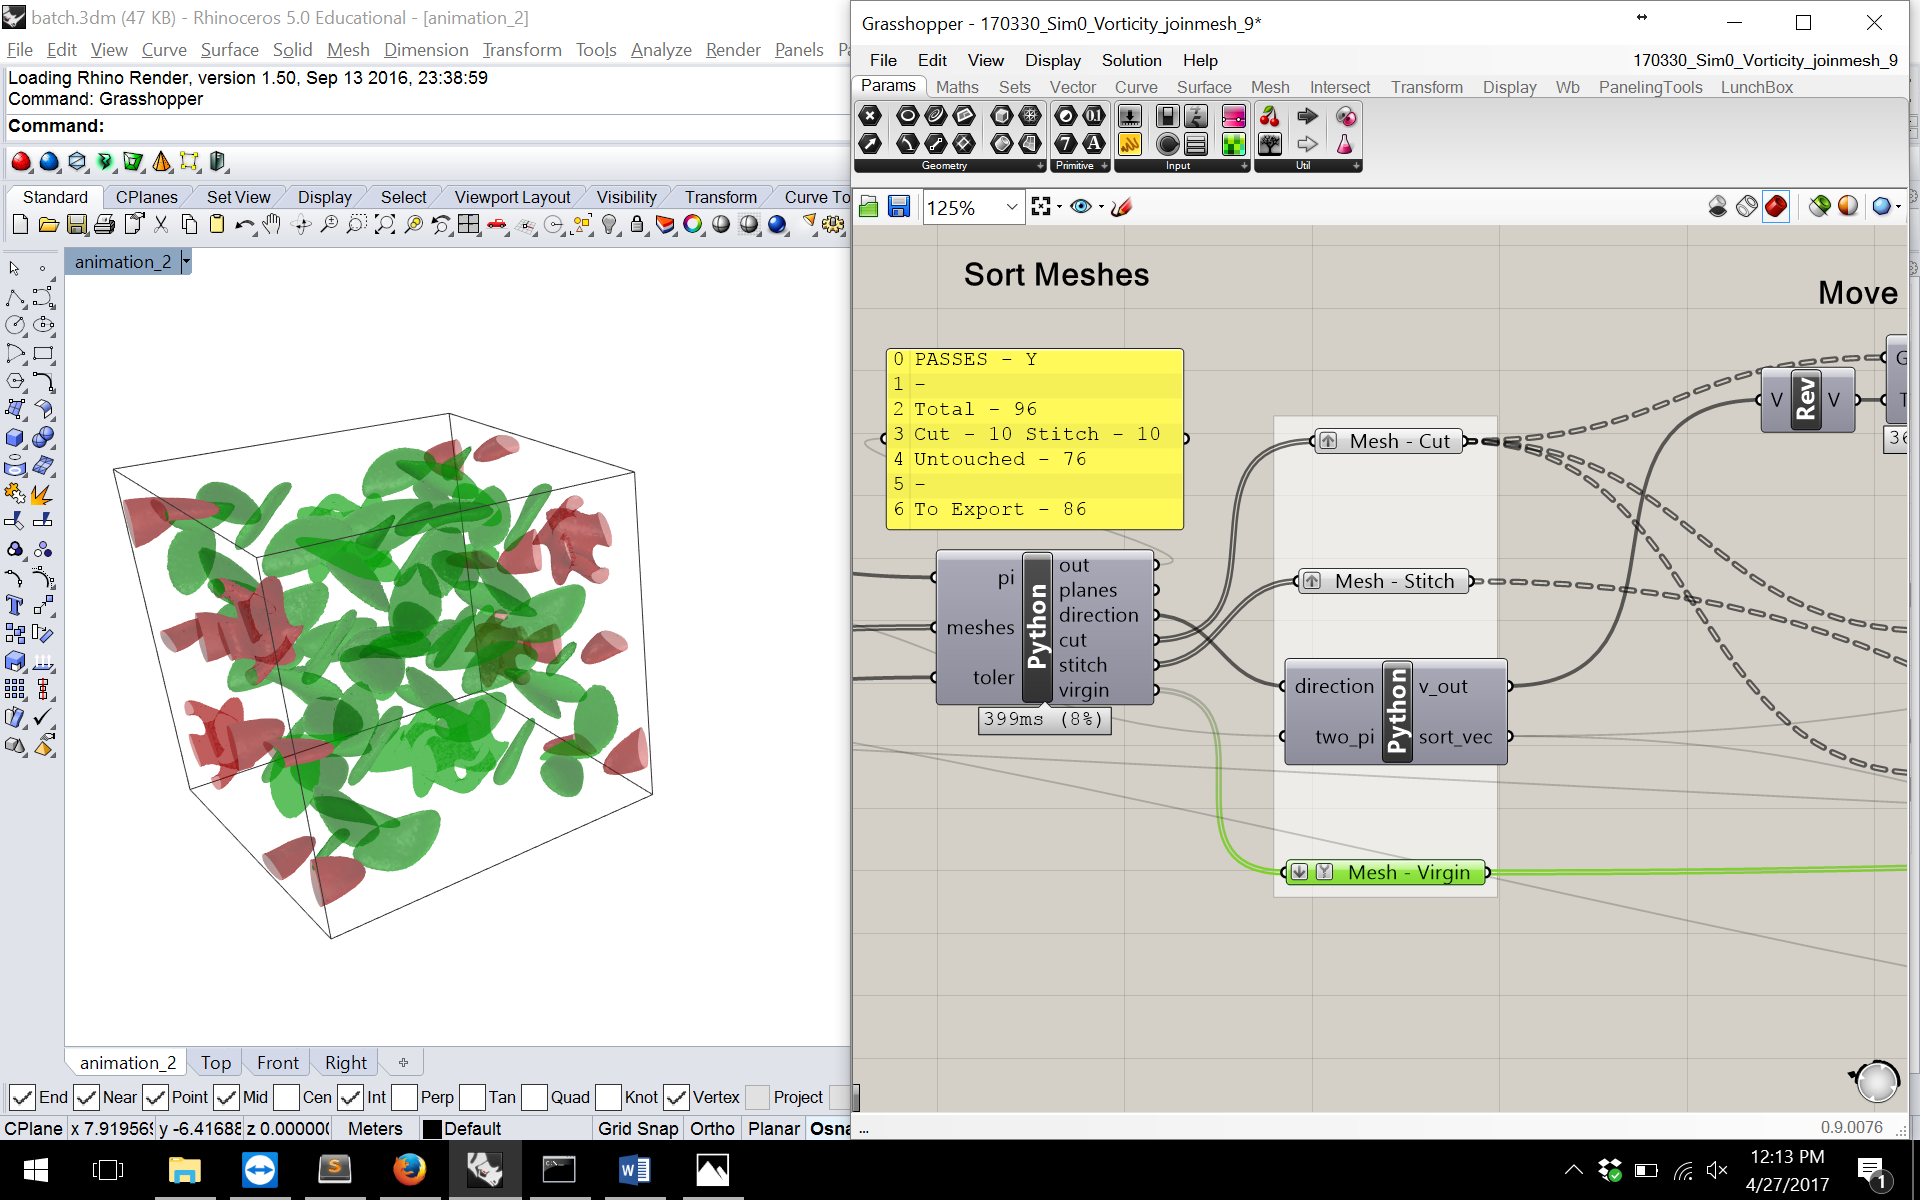 batch.3dm (47 KB) - Rhinoceros 5.0 Educational - [animation_2]
File Edit View Curve Surface Solid Mesh Dimension Transform Tools Analyze Render Panels
Loading Rhino Render, version 1.50, Sep 13 2016, 23:38:59
Command: Grasshopper
Command:
Standard CPlanes Set View Display Select Viewport Layout Visibility Transform Curve To
animation_2
animation_2 Top Front Right
End Near Point Mid Cen Int Perp Tan Quad Knot Vertex Project
CPlane x 7.919569 y -6.41688 z 0.00000 Meters Default Grid Snap Ortho Planar Osna
Grasshopper - 170330_Sim0_Vorticity_joinmesh_9*
File Edit View Display Solution Help 170330_Sim0_Vorticity_joinmesh_9
Params Maths Sets Vector Curve Surface Mesh Intersect Transform Display Wb PanelingTools LunchBox
Geometry Primitive Input Util
125%
Sort Meshes
Move
0 PASSES - Y
1 -
2 Total - 96
3 Cut - 10 Stitch - 10
4 Untouched - 76
5 -
6 To Export - 86
pi
meshes
toler
Python
out
planes
direction
cut
stitch
virgin
399ms (8%)
Mesh - Cut
Mesh - Stitch
direction
two_pi
Python
v_out
sort_vec
Mesh - Virgin
V Rev V
G
T
36
...
0.9.0076
12:13 PM
4/27/2017
1